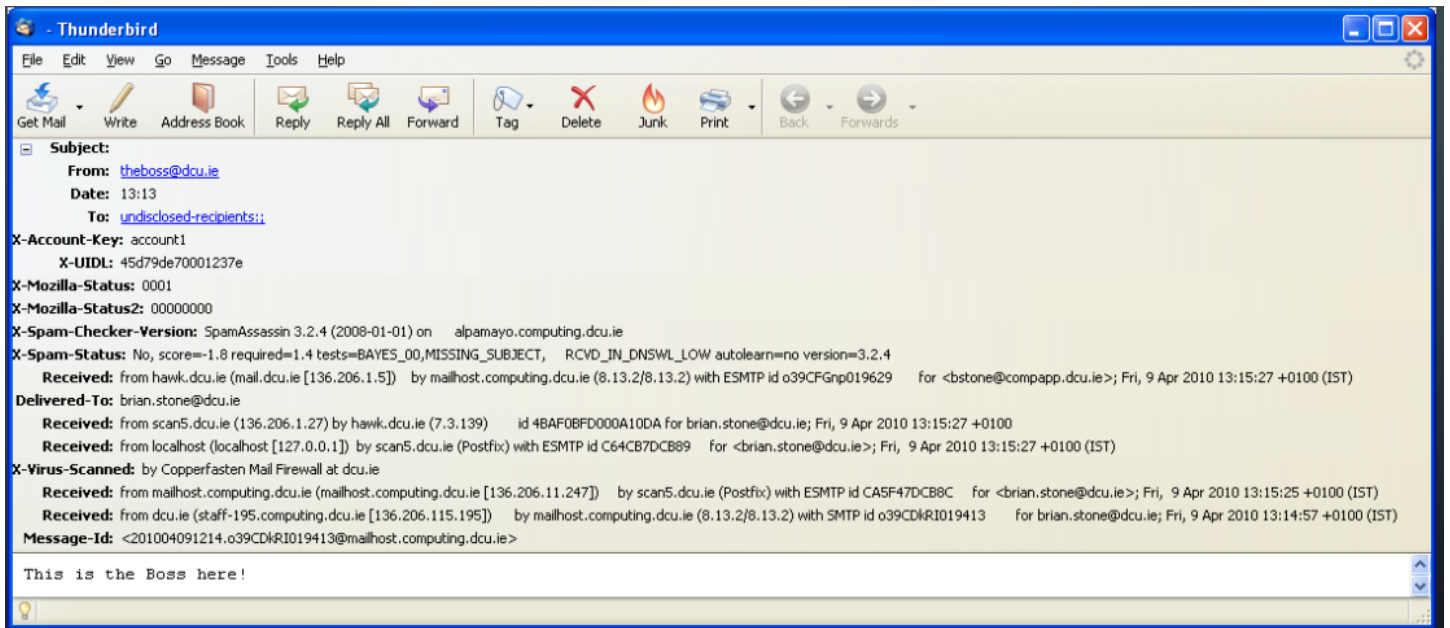 - Thunderbird
File Edit View Go Message Tools Help
Get Mail Write Address Book Reply Reply All Forward Tag Delete Junk Print Back Forwards
Subject:
From: theboss@dcu.ie
Date: 13:13
To: undisclosed-recipients:;
X-Account-Key: account1
X-UIDL: 45d79de70001237e
X-Mozilla-Status: 0001
X-Mozilla-Status2: 00000000
X-Spam-Checker-Version: SpamAssassin 3.2.4 (2008-01-01) on alpamayo.computing.dcu.ie
X-Spam-Status: No, score=-1.8 required=1.4 tests=BAYES_00,MISSING_SUBJECT, RCVD_IN_DNSWL_LOW autolearn=no version=3.2.4
Received: from hawk.dcu.ie (mail.dcu.ie [136.206.1.5]) by mailhost.computing.dcu.ie (8.13.2/8.13.2) with ESMTP id o39CFGnp019629 for <bstone@compapp.dcu.ie>; Fri, 9 Apr 2010 13:15:27 +0100 (IST)
Delivered-To: brian.stone@dcu.ie
Received: from scan5.dcu.ie (136.206.1.27) by hawk.dcu.ie (7.3.139) id 4BAF0BFD000A10DA for brian.stone@dcu.ie; Fri, 9 Apr 2010 13:15:27 +0100
Received: from localhost (localhost [127.0.0.1]) by scan5.dcu.ie (Postfix) with ESMTP id C64CB7DCB89 for <brian.stone@dcu.ie>; Fri, 9 Apr 2010 13:15:27 +0100 (IST)
X-Virus-Scanned: by Copperfasten Mail Firewall at dcu.ie
Received: from mailhost.computing.dcu.ie (mailhost.computing.dcu.ie [136.206.11.247]) by scan5.dcu.ie (Postfix) with ESMTP id CA5F47DCB8C for <brian.stone@dcu.ie>; Fri, 9 Apr 2010 13:15:25 +0100 (IST)
Received: from dcu.ie (staff-195.computing.dcu.ie [136.206.115.195]) by mailhost.computing.dcu.ie (8.13.2/8.13.2) with SMTP id o39CDkRI019413 for brian.stone@dcu.ie; Fri, 9 Apr 2010 13:14:57 +0100 (IST)
Message-Id: <201004091214.o39CDkRI019413@mailhost.computing.dcu.ie>
This is the Boss here!